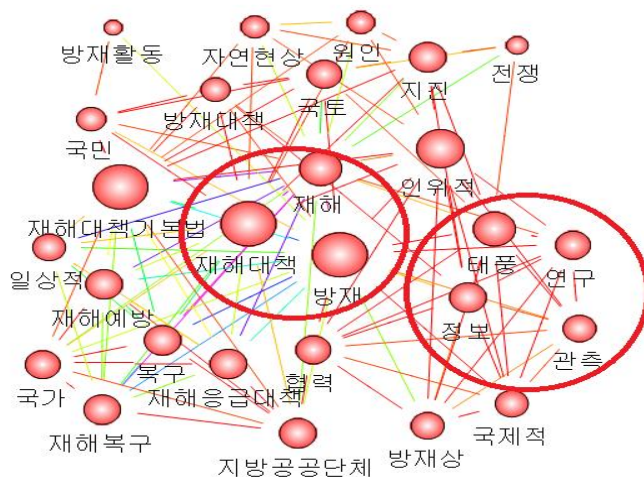 방재활동
자연현상
원인
전쟁
국토
지진
방재대책
국민
재해
인위적
재해대책기본법
재해대책
방재
태풍
연구
일상적
재해예방
정보
관측
복구
협력
국가
재해응급대책
재해복구
지방공공단체
방재상
국제적